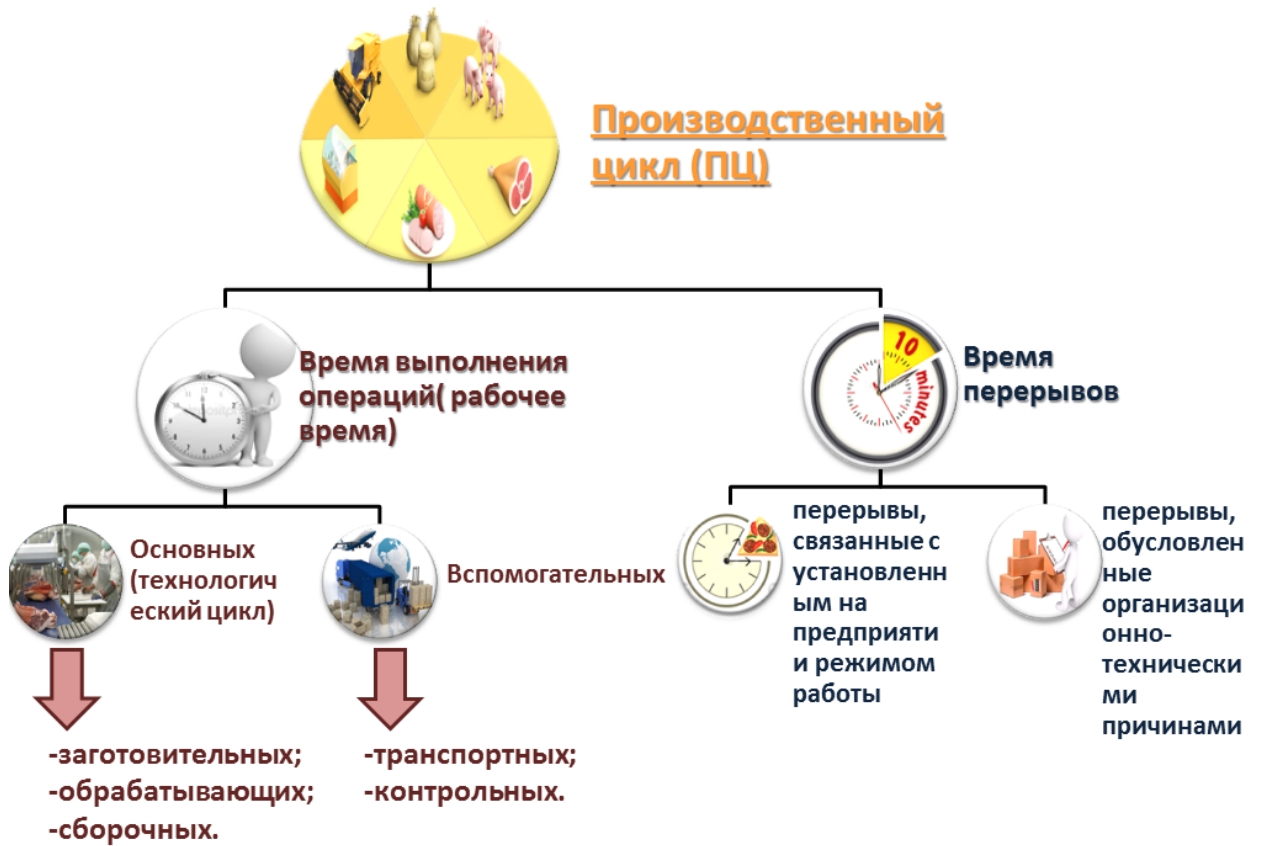 Производственный
цикл (ПЦ)
Время выполнения
операций( рабочее
время)
10
minutes
Время
перерывов
Основных
(технологич
еский цикл)
Вспомогательных
перерывы,
связанные с
установленн
ым на
предприяти
и режимом
работы
перерывы,
обусловлен
ные
организаци
онно-
технически
ми
причинами
-заготовительных;
-обрабатывающих;
-сборочных.
-транспортных;
-контрольных.